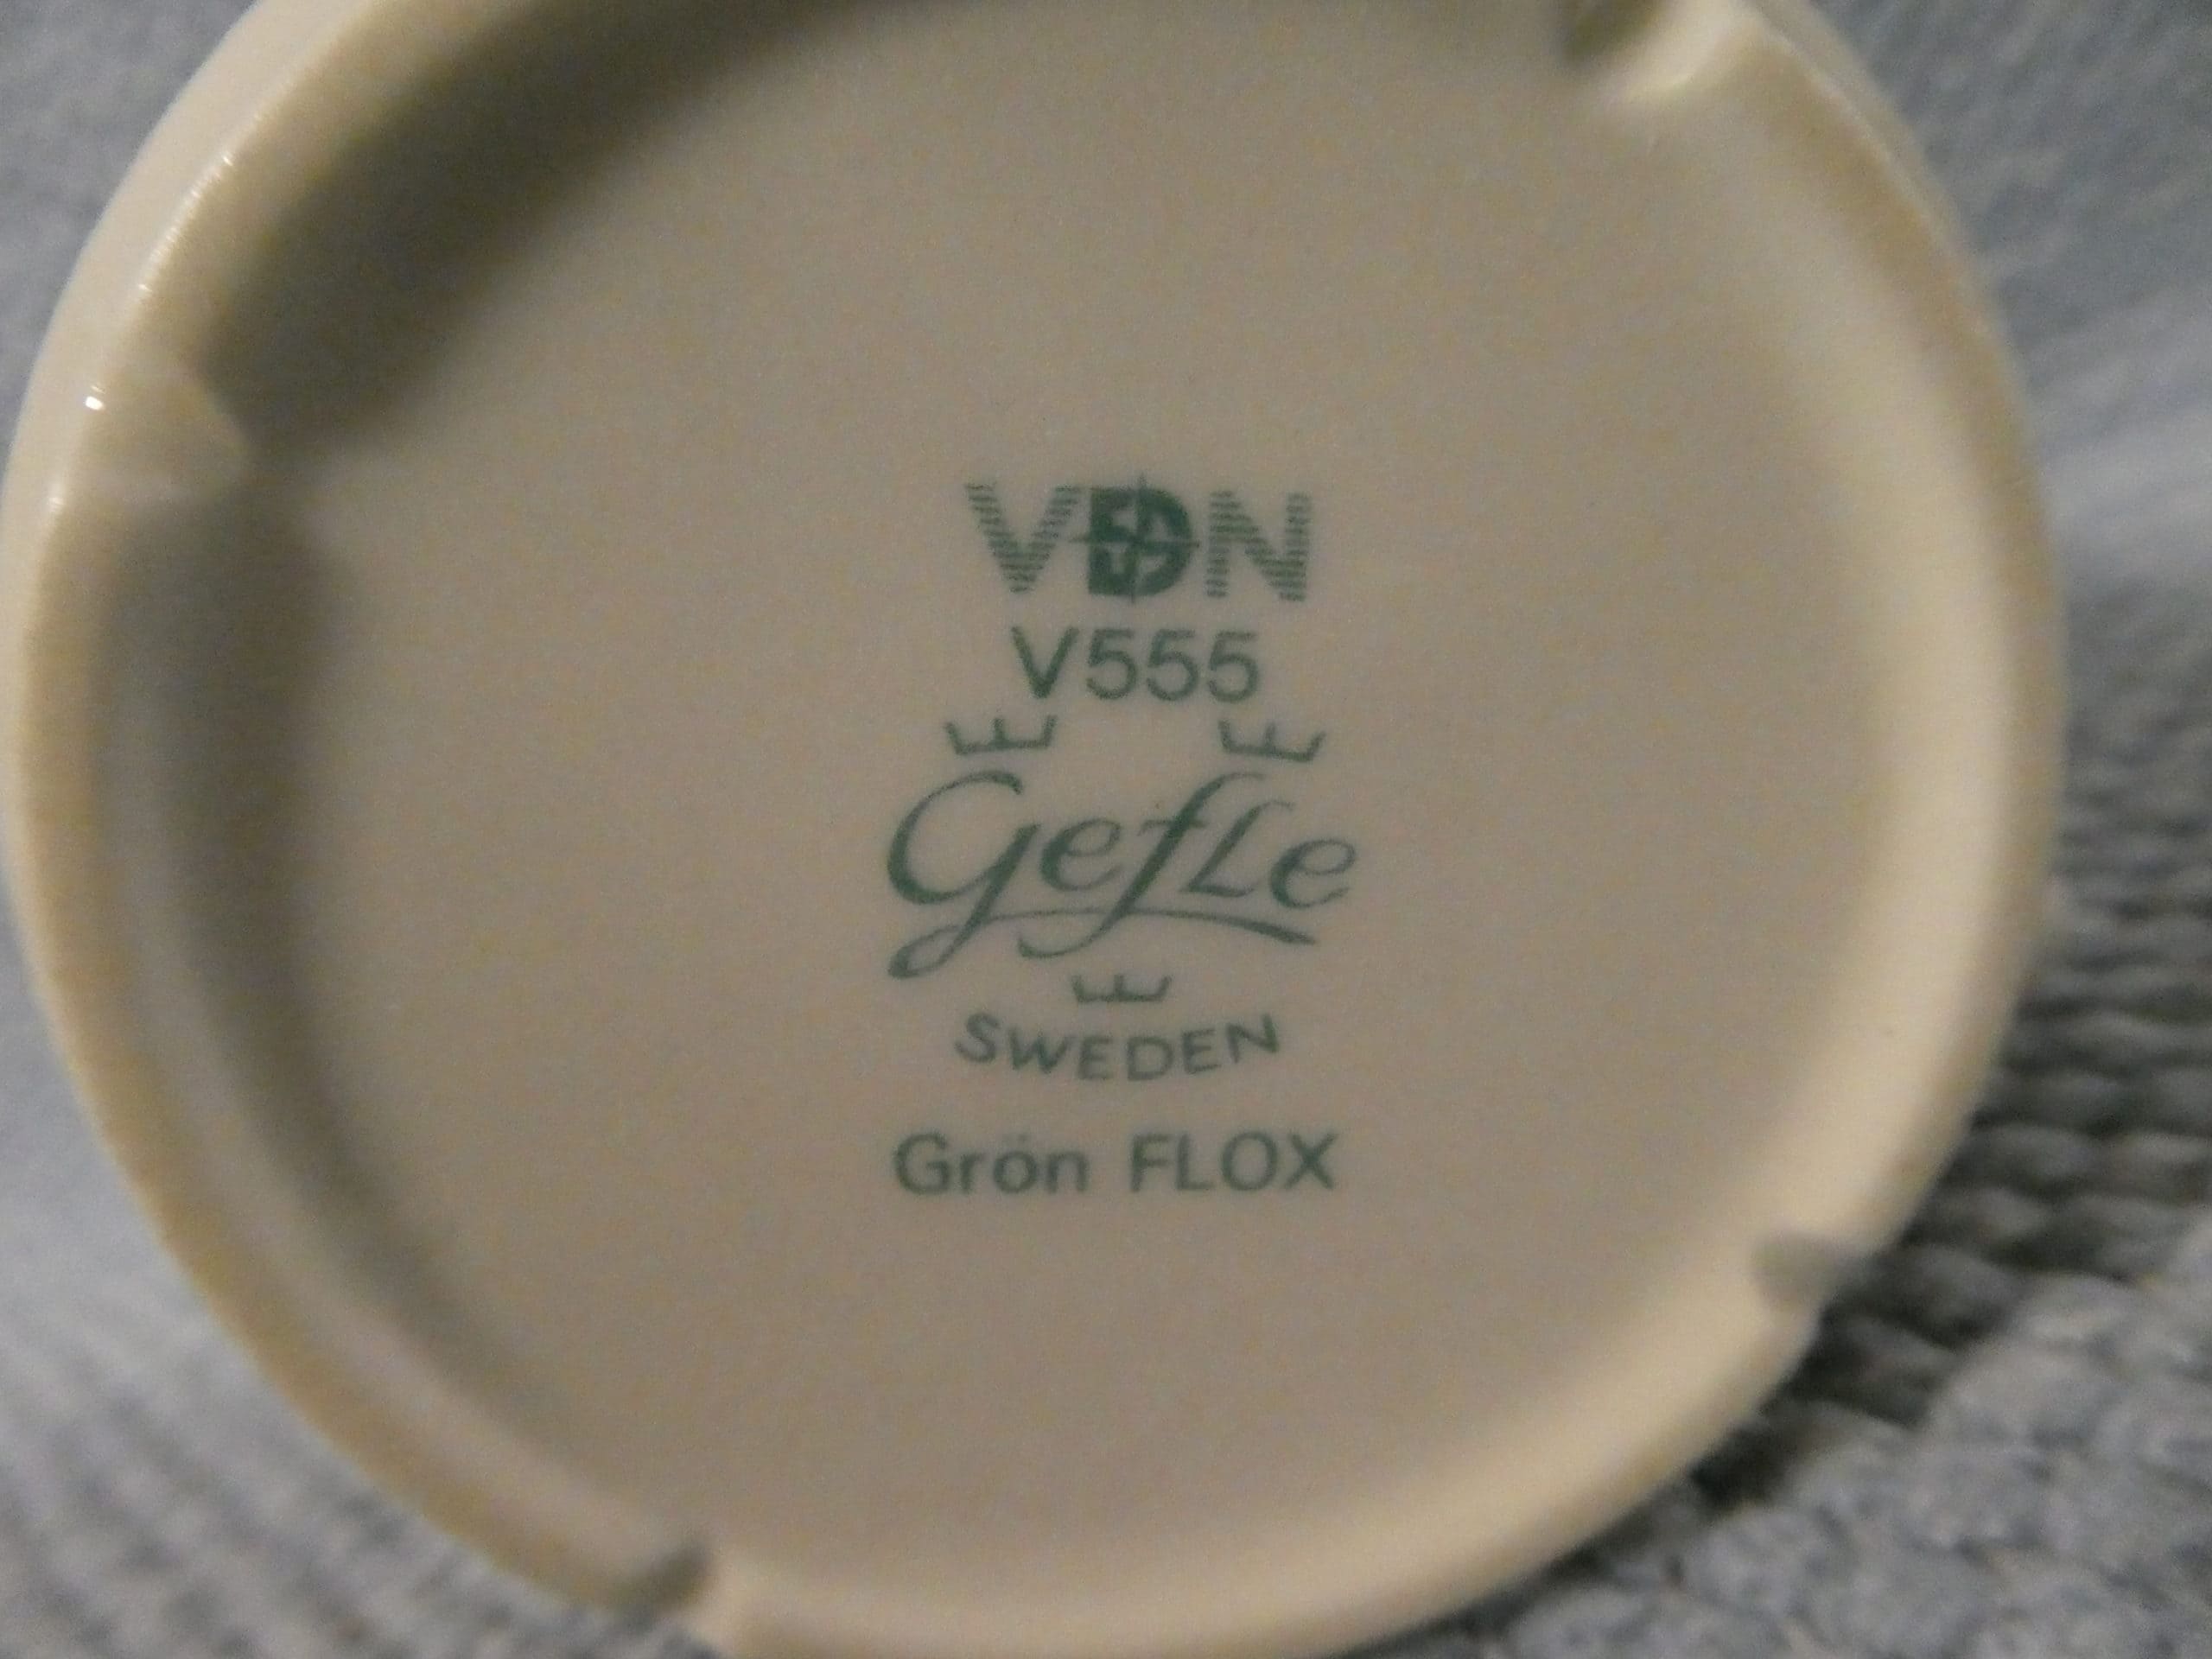 VDN
V555
Gefle
SWEDEN
Grön FLOX